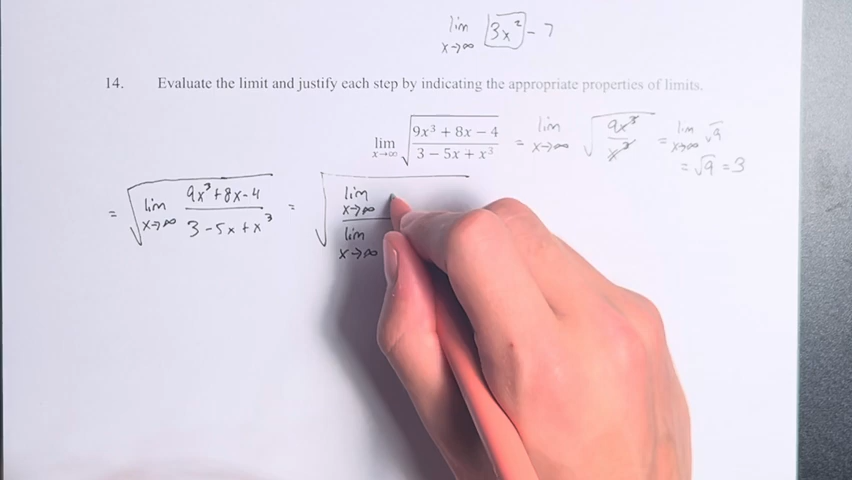 lim x→∞ 3x² - 7
14. Evaluate the limit and justify each step by indicating the appropriate properties of limits.
lim x→∞ √((9x³ + 8x − 4)/(3 − 5x + x³)) = lim x→∞ √(9x³/x³) = lim x→∞ √9
= √9 = 3
= √(lim x→∞ (9x³+8x-4)/(3-5x+x³)) = √(lim x→∞ / lim x→∞